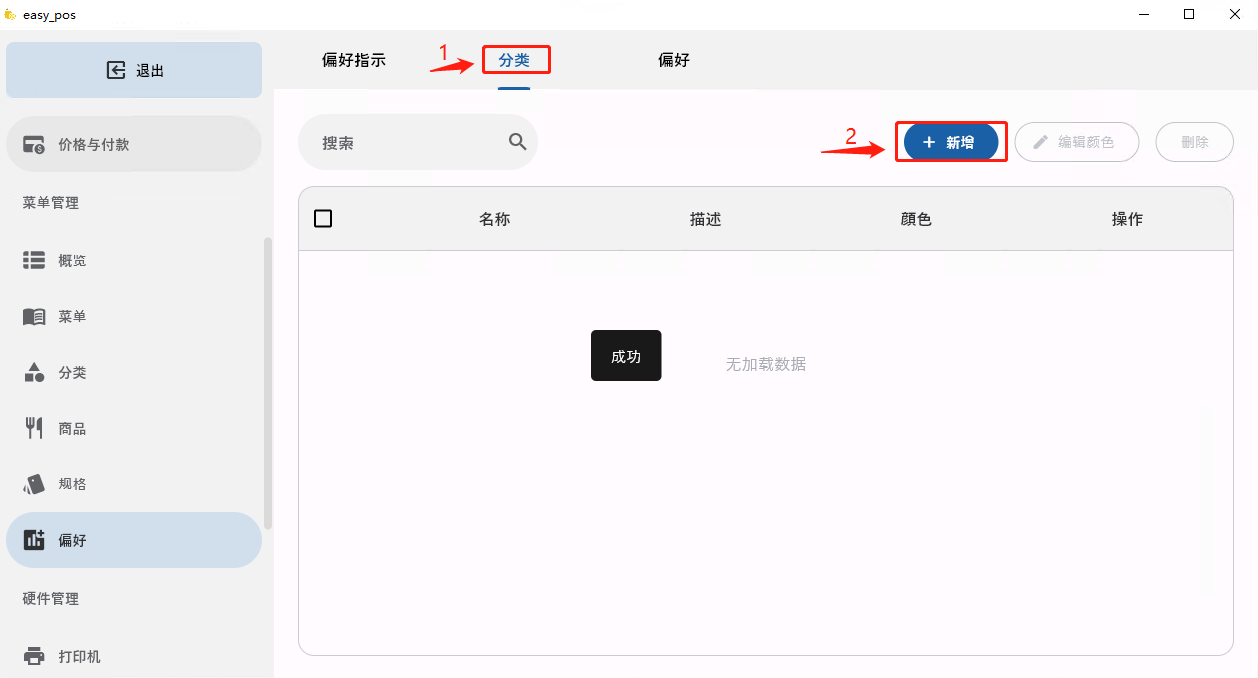 easy_pos
退出
价格与付款
菜单管理
概览
菜单
分类
商品
规格
偏好
硬件管理
打印机
偏好指示
1
分类
偏好
搜索
2
新增
编辑颜色
删除
名称
描述
顔色
操作
成功
无加载数据